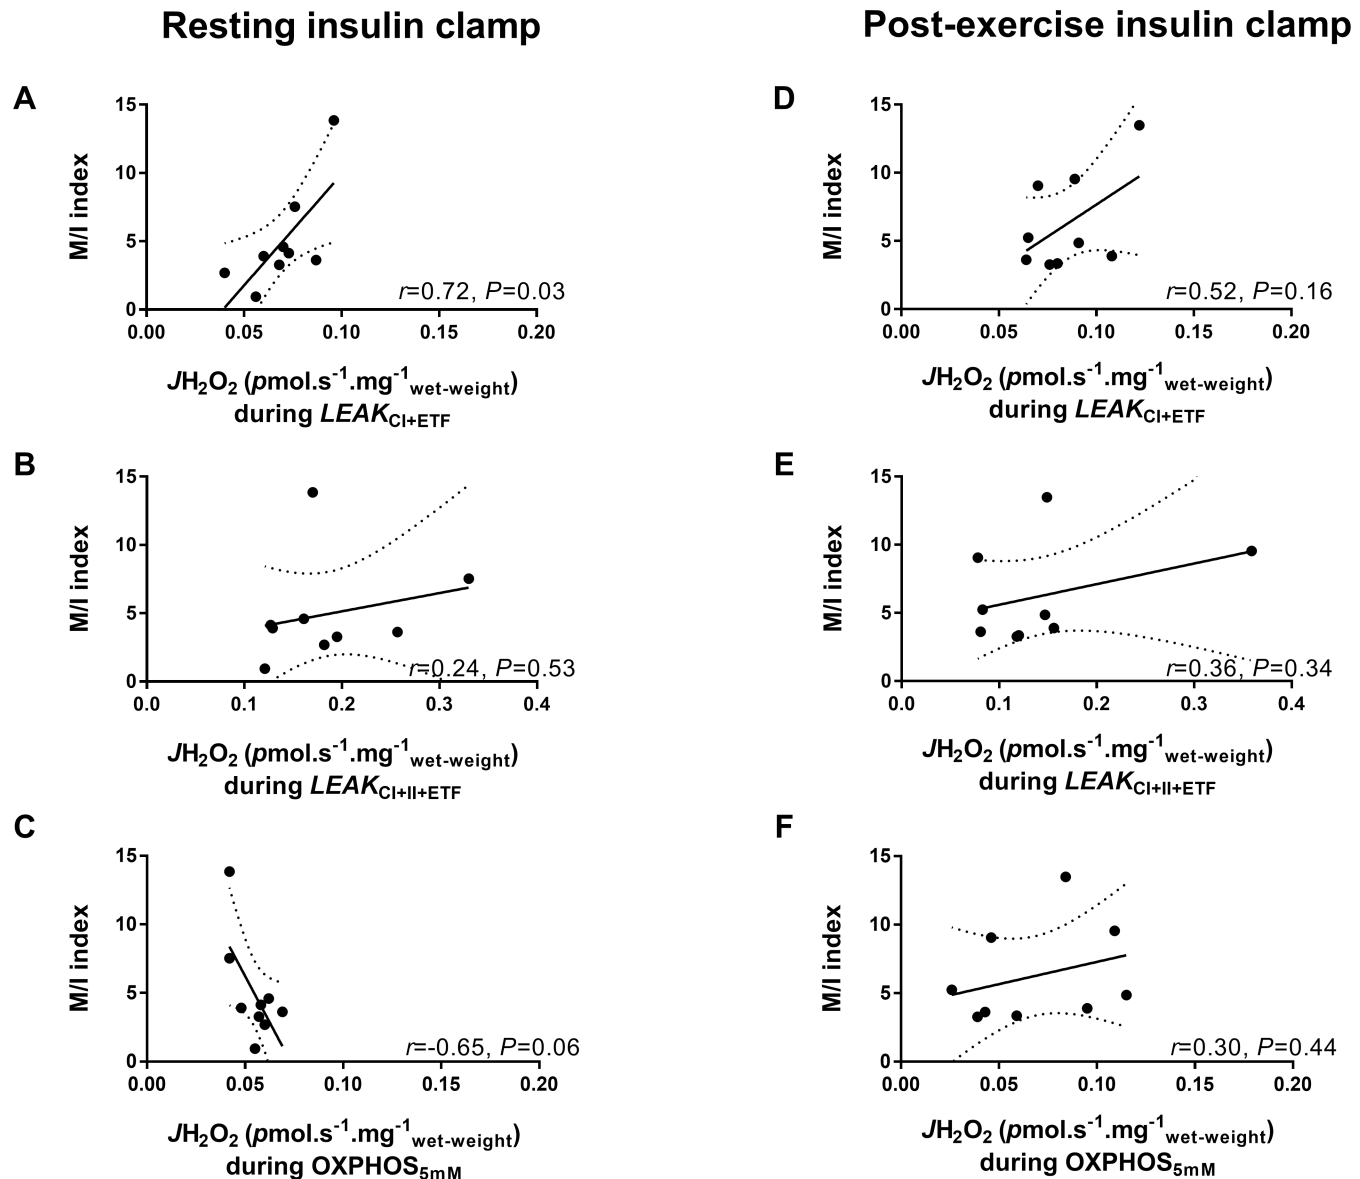 Resting insulin clamp
Post-exercise insulin clamp
A
M/I index
15
10
5
0
r=0.72, P=0.03
0.00 0.05 0.10 0.15 0.20
JH2O2 (pmol.s-1.mg-1wet-weight)
during LEAKCI+ETF
D
M/I index
15
10
5
0
r=0.52, P=0.16
0.00 0.05 0.10 0.15 0.20
JH2O2 (pmol.s-1.mg-1wet-weight)
during LEAKCI+ETF
B
M/I index
15
10
5
0
r=0.24, P=0.53
0.0 0.1 0.2 0.3 0.4
JH2O2 (pmol.s-1.mg-1wet-weight)
during LEAKCI+II+ETF
E
M/I index
15
10
5
0
r=0.36, P=0.34
0.0 0.1 0.2 0.3 0.4
JH2O2 (pmol.s-1.mg-1wet-weight)
during LEAKCI+II+ETF
C
M/I index
15
10
5
0
r=-0.65, P=0.06
0.00 0.05 0.10 0.15 0.20
JH2O2 (pmol.s-1.mg-1wet-weight)
during OXPHOS5mM
F
M/I index
15
10
5
0
r=0.30, P=0.44
0.00 0.05 0.10 0.15 0.20
JH2O2 (pmol.s-1.mg-1wet-weight)
during OXPHOS5mM